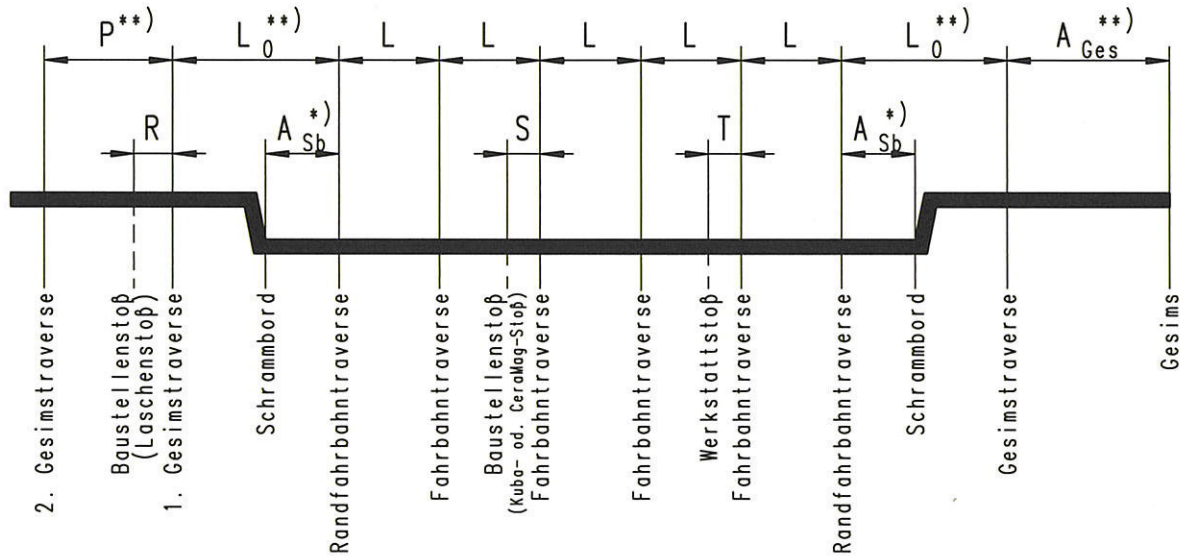 P**) L0**) L L L L L L0**) AGes**)
R ASb*) S T ASb*)
2. Gesimstraverse
Baustellenstoß
(Laschenstoß)
1. Gesimstraverse
Schrammbord
Randfahrbahntraverse
Fahrbahntraverse
Baustellenstoß
(Kuba- od. CeraMag-Stoß)
Fahrbahntraverse
Fahrbahntraverse
Werkstattstoß
Fahrbahntraverse
Randfahrbahntraverse
Schrammbord
Gesimstraverse
Gesims